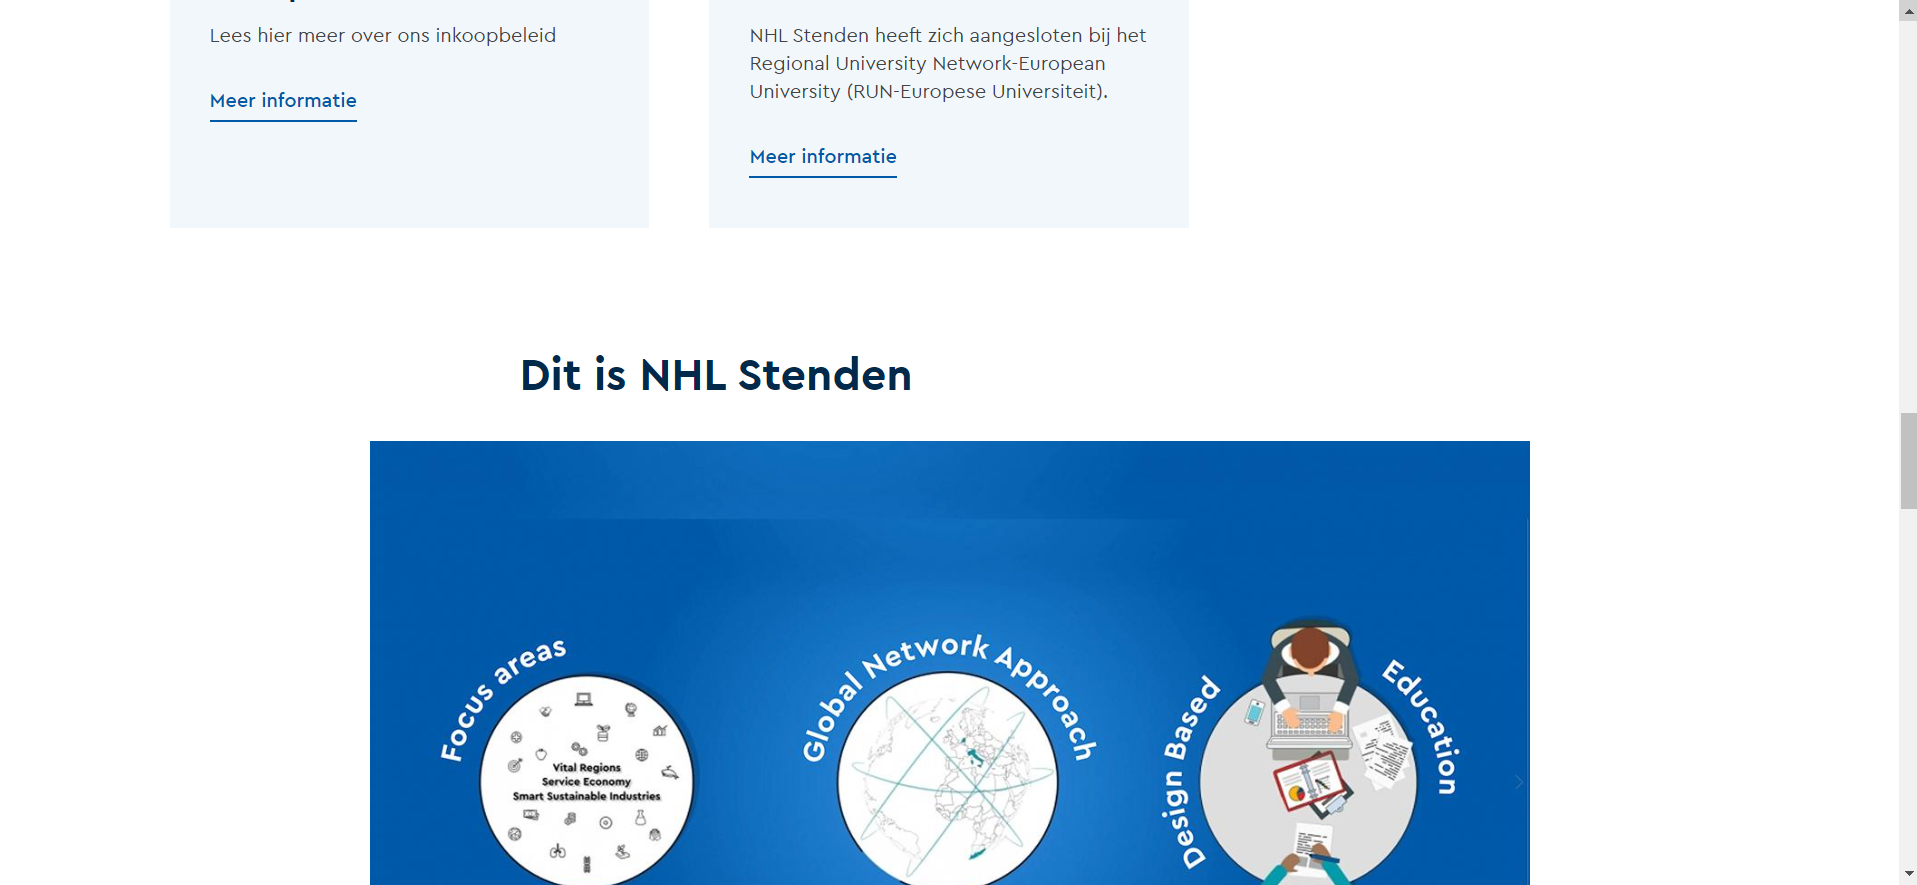 Lees hier meer over ons inkoopbeleid
Meer informatie
NHL Stenden heeft zich aangesloten bij het
Regional University Network-European
University (RUN-Europese Universiteit).
Meer informatie
Dit is NHL Stenden
Focus areas
Vital Regions
Service Economy
Smart Sustainable Industries
Global Network Approach
Design Based
Education